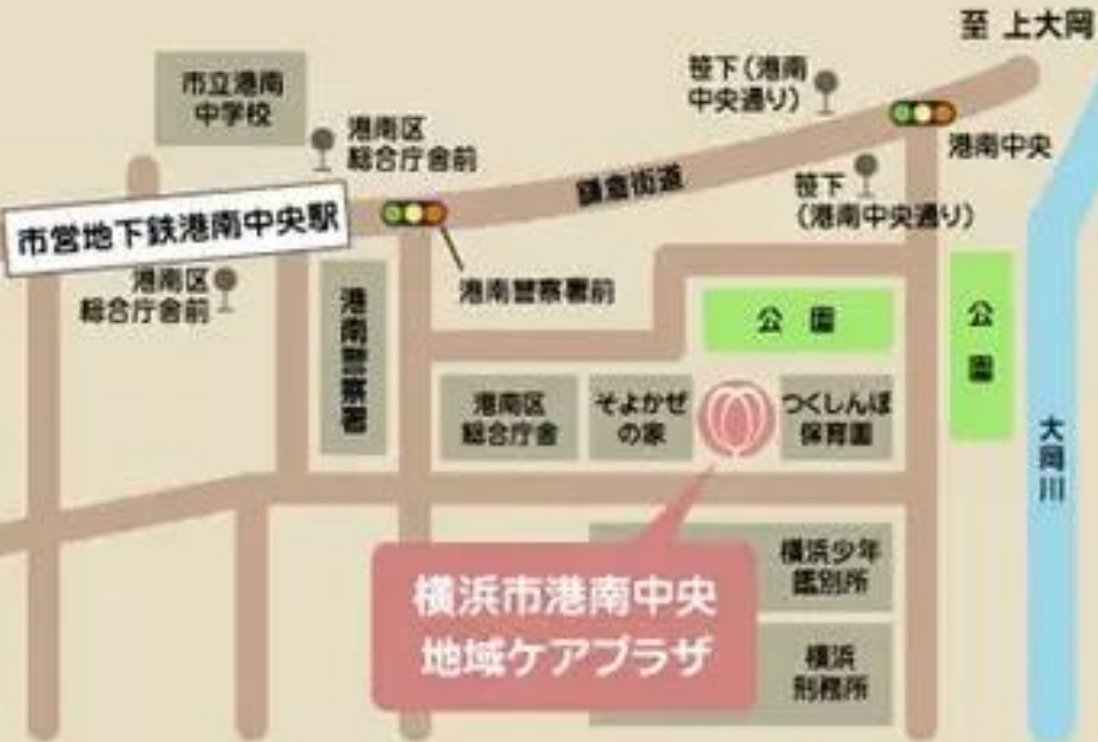 至 上大岡
市立港南
中学校
笹下(港南
中央通り)
港南区
総合庁舎前
港南中央
鎌倉街道
笹下
(港南中央通り)
市営地下鉄港南中央駅
港南区
総合庁舎前
港南警察署前
港南警察署
公園
公園
港南区
総合庁舎
そよかぜ
の家
つくしんぼ
保育園
大岡川
横浜市港南中央
地域ケアプラザ
横浜少年
鑑別所
横浜
刑務所